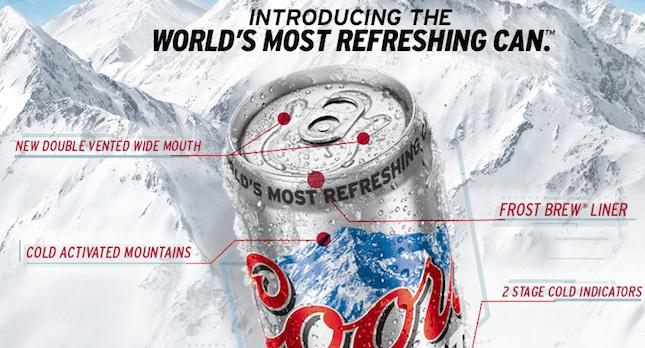 INTRODUCING THE
WORLD'S MOST REFRESHING CAN.™
NEW DOUBLE VENTED WIDE MOUTH
LD'S MOST REFRESHING
FROST BREW® LINER
COLD ACTIVATED MOUNTAINS
2 STAGE COLD INDICATORS
Coor